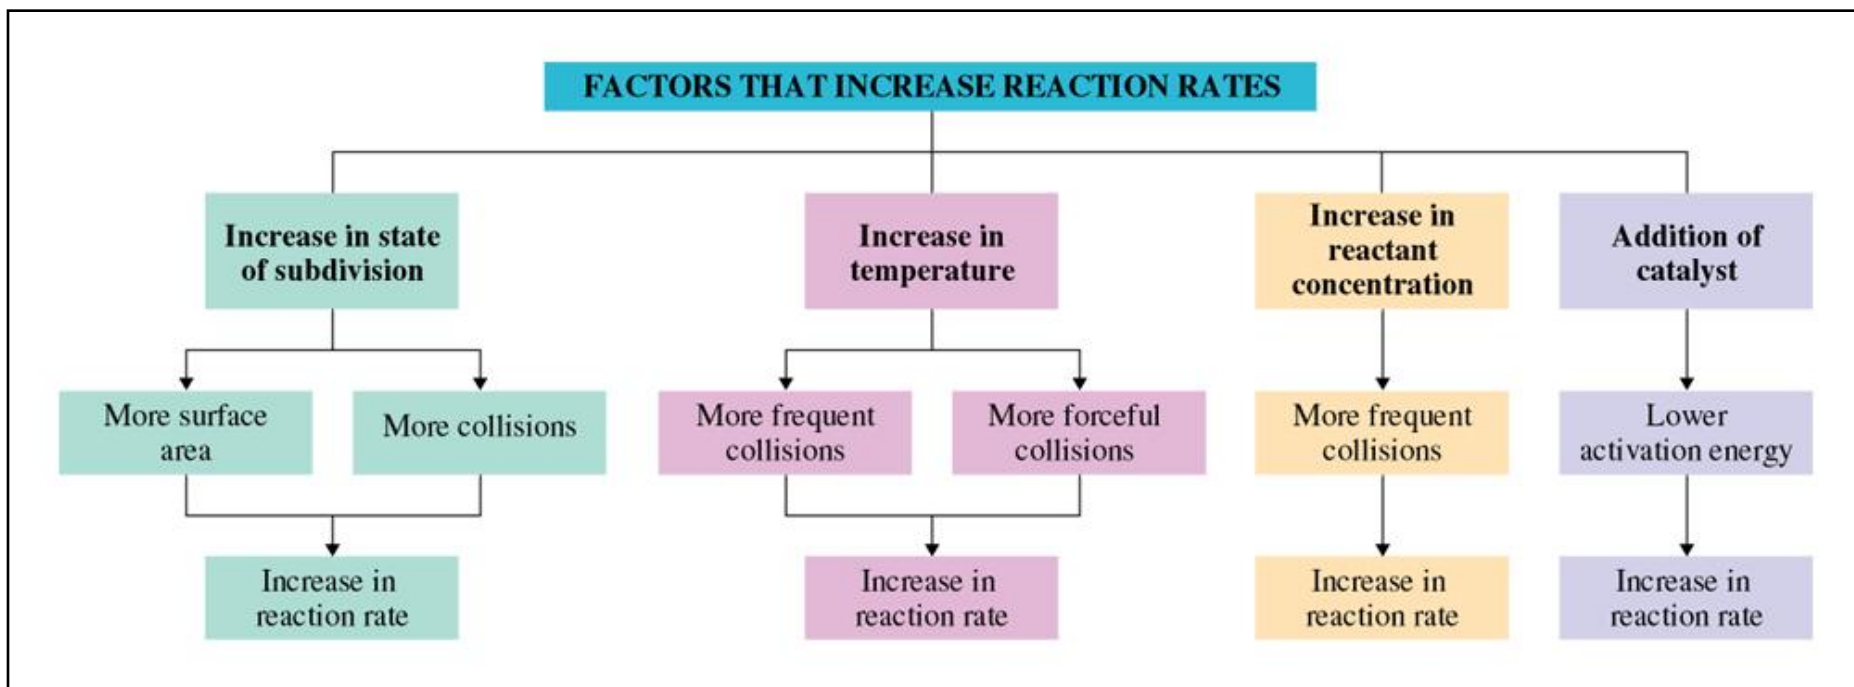 FACTORS THAT INCREASE REACTION RATES
Increase in state
of subdivision
Increase in
temperature
Increase in
reactant
concentration
Addition of
catalyst
More surface
area
More collisions
More frequent
collisions
More forceful
collisions
More frequent
collisions
Lower
activation energy
Increase in
reaction rate
Increase in
reaction rate
Increase in
reaction rate
Increase in
reaction rate